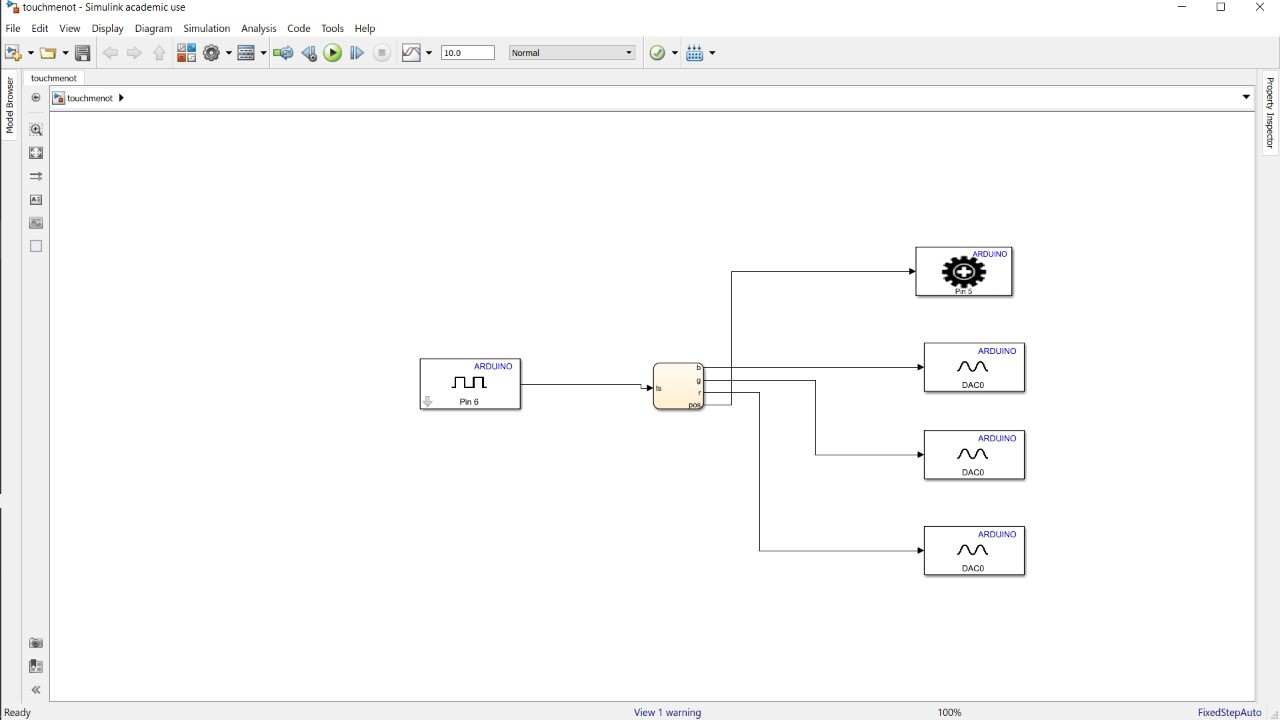 touchmenot - Simulink academic use
File Edit View Display Diagram Simulation Analysis Code Tools Help
10.0 Normal
touchmenot
touchmenot
Model Browser
Property Inspector
ARDUINO
Pin 5
ARDUINO
DAC0
ARDUINO
Pin 6
ts
b
g
r
pos
ARDUINO
DAC0
ARDUINO
DAC0
Ready View 1 warning 100% FixedStepAuto